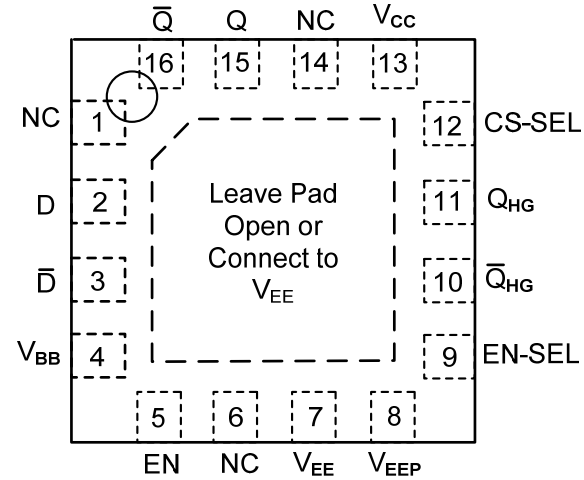 Q̅ Q NC VCC
16 15 14 13
NC 1 12 CS-SEL
D 2 11 QHG
D̅ 3 10 Q̅HG
VBB 4 9 EN-SEL
Leave Pad
Open or
Connect to
VEE
5 6 7 8
EN NC VEE VEEP